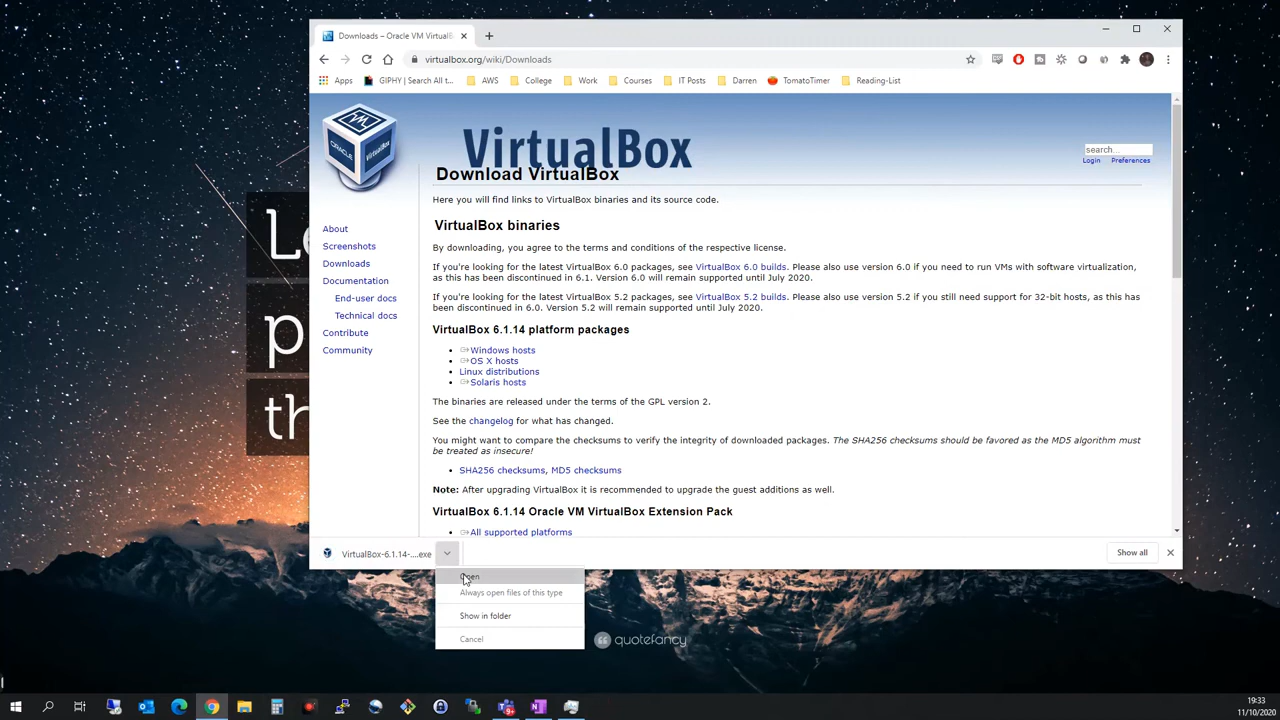 Downloads – Oracle VM VirtualB
virtualbox.org/wiki/Downloads
Apps
GIPHY | Search All t...
AWS
College
Work
Courses
IT Posts
Darren
TomatoTimer
Reading-List
ORACLE
VM
VirtualBox
VirtualBox
search...
Login Preferences
Download VirtualBox
Here you will find links to VirtualBox binaries and its source code.
About
Screenshots
Downloads
Documentation
End-user docs
Technical docs
Contribute
Community
VirtualBox binaries
By downloading, you agree to the terms and conditions of the respective license.
If you're looking for the latest VirtualBox 6.0 packages, see VirtualBox 6.0 builds. Please also use version 6.0 if you need to run VMs with software virtualization,
as this has been discontinued in 6.1. Version 6.0 will remain supported until July 2020.
If you're looking for the latest VirtualBox 5.2 packages, see VirtualBox 5.2 builds. Please also use version 5.2 if you still need support for 32-bit hosts, as this has
been discontinued in 6.0. Version 5.2 will remain supported until July 2020.
VirtualBox 6.1.14 platform packages
• Windows hosts
• OS X hosts
• Linux distributions
• Solaris hosts
The binaries are released under the terms of the GPL version 2.
See the changelog for what has changed.
You might want to compare the checksums to verify the integrity of downloaded packages. The SHA256 checksums should be favored as the MD5 algorithm must
be treated as insecure!
• SHA256 checksums, MD5 checksums
Note: After upgrading VirtualBox it is recommended to upgrade the guest additions as well.
VirtualBox 6.1.14 Oracle VM VirtualBox Extension Pack
• All supported platforms
VirtualBox-6.1.14-....exe
Show all
Open
Always open files of this type
Show in folder
Cancel
p
th
quotefancy
19:33
11/10/2020